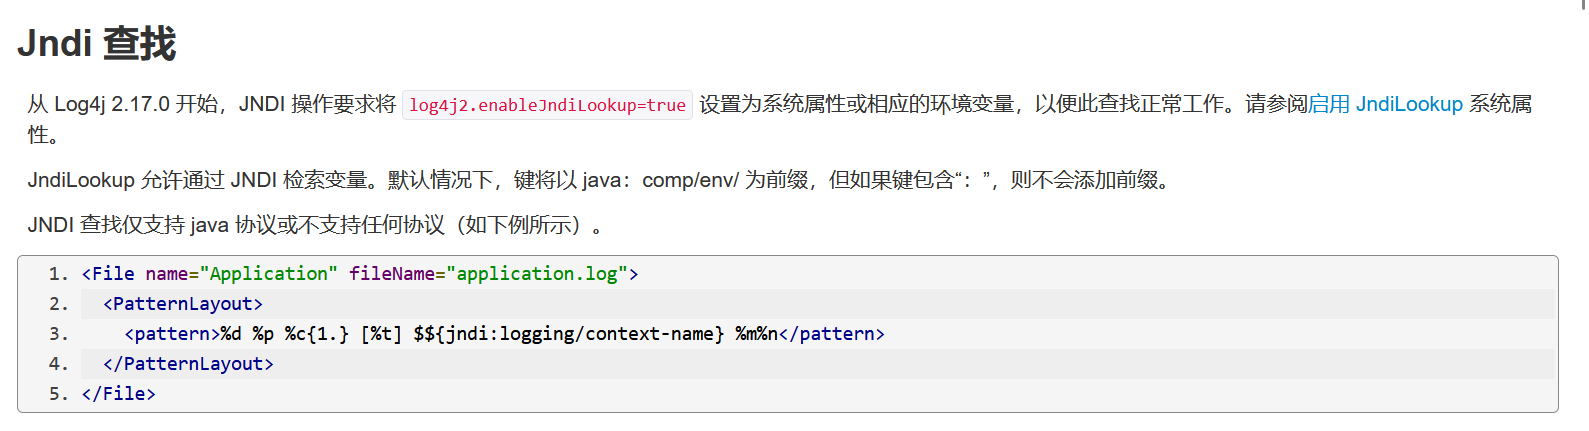 Jndi 查找
从 Log4j 2.17.0 开始，JNDI 操作要求将 log4j2.enableJndiLookup=true 设置为系统属性或相应的环境变量，以便此查找正常工作。请参阅启用 JndiLookup 系统属
性。
JndiLookup 允许通过 JNDI 检索变量。默认情况下，键将以 java：comp/env/ 为前缀，但如果键包含“：”，则不会添加前缀。
JNDI 查找仅支持 java 协议或不支持任何协议（如下例所示）。
1. <File name="Application" fileName="application.log">
2.   <PatternLayout>
3.     <pattern>%d %p %c{1.} [%t] $${jndi:logging/context-name} %m%n</pattern>
4.   </PatternLayout>
5. </File>